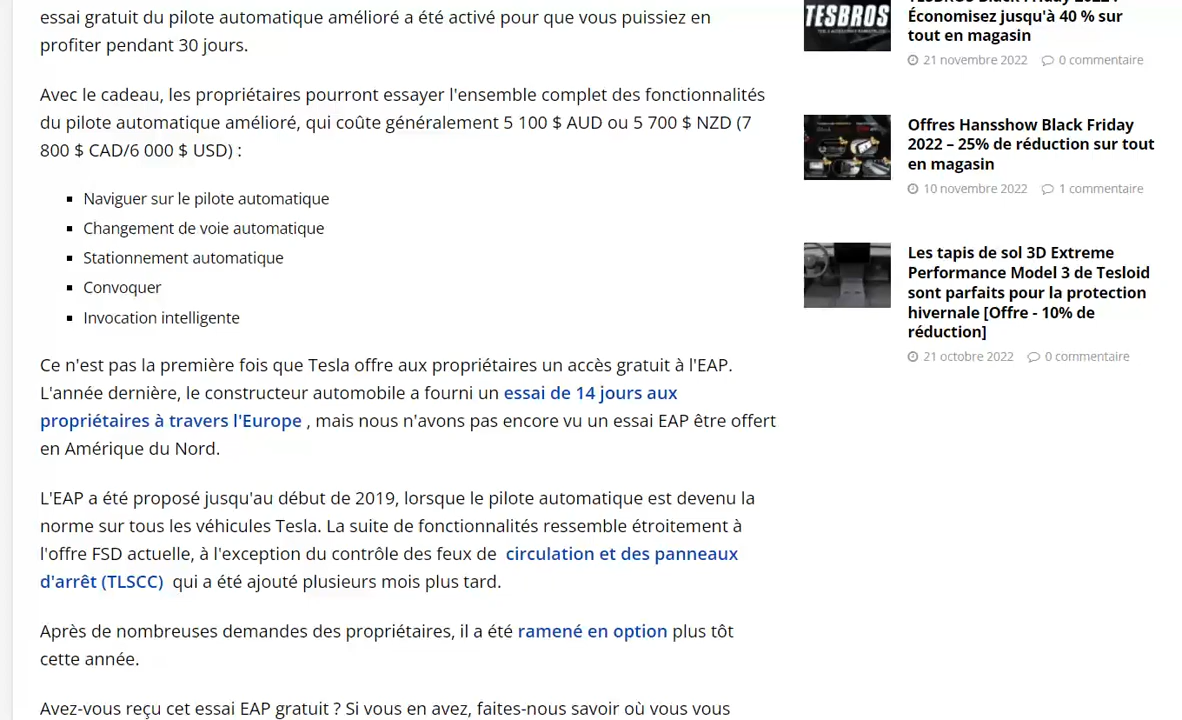 essai gratuit du pilote automatique amélioré a été activé pour que vous puissiez en
profiter pendant 30 jours.
Avec le cadeau, les propriétaires pourront essayer l'ensemble complet des fonctionnalités
du pilote automatique amélioré, qui coûte généralement 5 100 $ AUD ou 5 700 $ NZD (7
800 $ CAD/6 000 $ USD) :
Naviguer sur le pilote automatique
Changement de voie automatique
Stationnement automatique
Convoquer
Invocation intelligente
Ce n'est pas la première fois que Tesla offre aux propriétaires un accès gratuit à l'EAP.
L'année dernière, le constructeur automobile a fourni un essai de 14 jours aux
propriétaires à travers l'Europe , mais nous n'avons pas encore vu un essai EAP être offert
en Amérique du Nord.
L'EAP a été proposé jusqu'au début de 2019, lorsque le pilote automatique est devenu la
norme sur tous les véhicules Tesla. La suite de fonctionnalités ressemble étroitement à
l'offre FSD actuelle, à l'exception du contrôle des feux de circulation et des panneaux
d'arrêt (TLSCC) qui a été ajouté plusieurs mois plus tard.
Après de nombreuses demandes des propriétaires, il a été ramené en option plus tôt
cette année.
Avez-vous reçu cet essai EAP gratuit ? Si vous en avez, faites-nous savoir où vous vous
TESBROS
TESBROS Black Friday 2022 :
Économisez jusqu'à 40 % sur
tout en magasin
21 novembre 2022 0 commentaire
Offres Hansshow Black Friday
2022 – 25% de réduction sur tout
en magasin
10 novembre 2022 1 commentaire
Les tapis de sol 3D Extreme
Performance Model 3 de Tesloid
sont parfaits pour la protection
hivernale [Offre - 10% de
réduction]
21 octobre 2022 0 commentaire